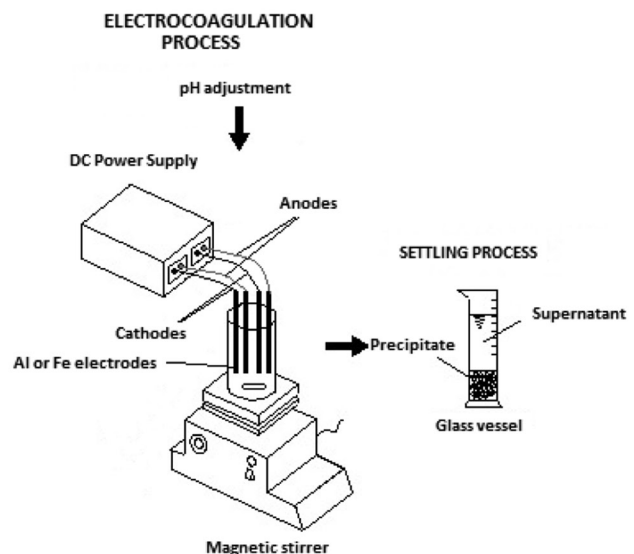 ELECTROCOAGULATION
PROCESS
pH adjustment
DC Power Supply
Anodes
Cathodes
Al or Fe electrodes
Magnetic stirrer
SETTLING PROCESS
Supernatant
Precipitate
Glass vessel